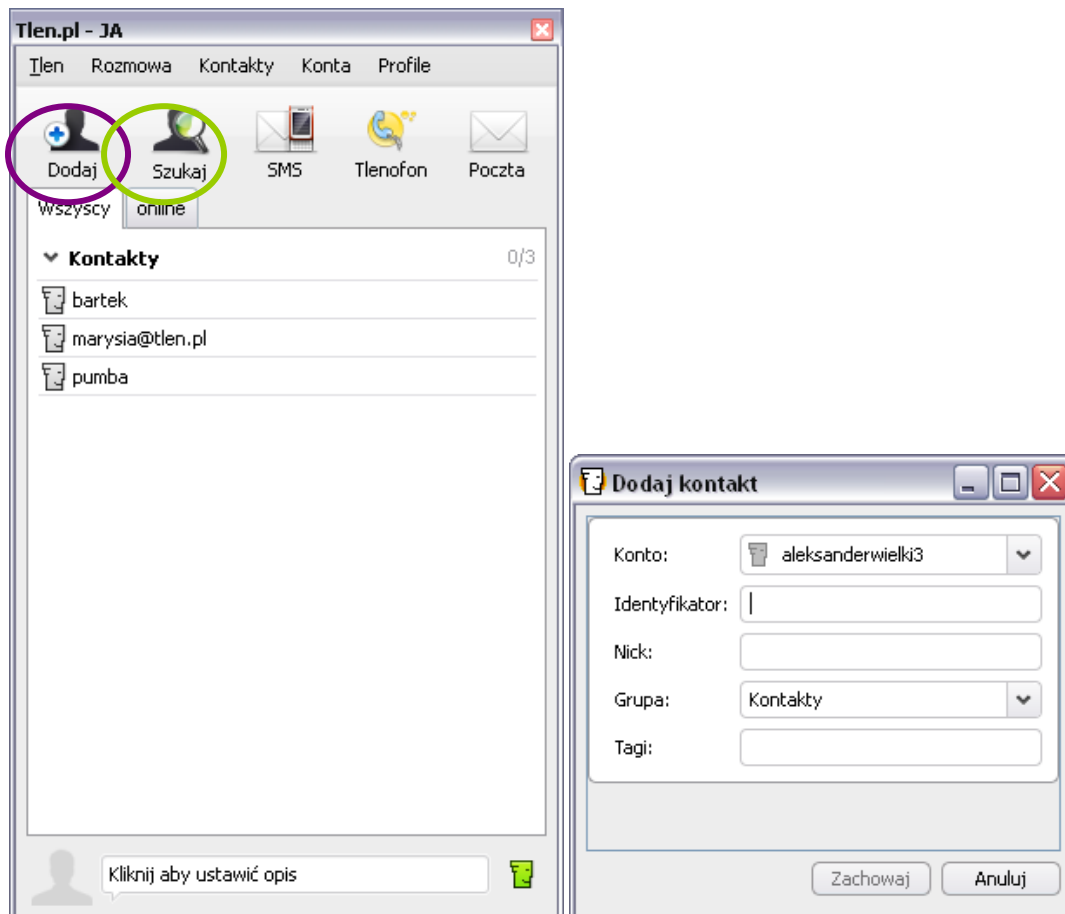 Tlen.pl - JA
Tlen Rozmowa Kontakty Konta Profile
Dodaj Szukaj SMS Tlenofon Poczta
Wszyscy online
Kontakty 0/3
bartek
marysia@tlen.pl
pumba
Kliknij aby ustawić opis
Dodaj kontakt
Konto: aleksanderwielki3
Identyfikator:
Nick:
Grupa: Kontakty
Tagi:
Zachowaj Anuluj